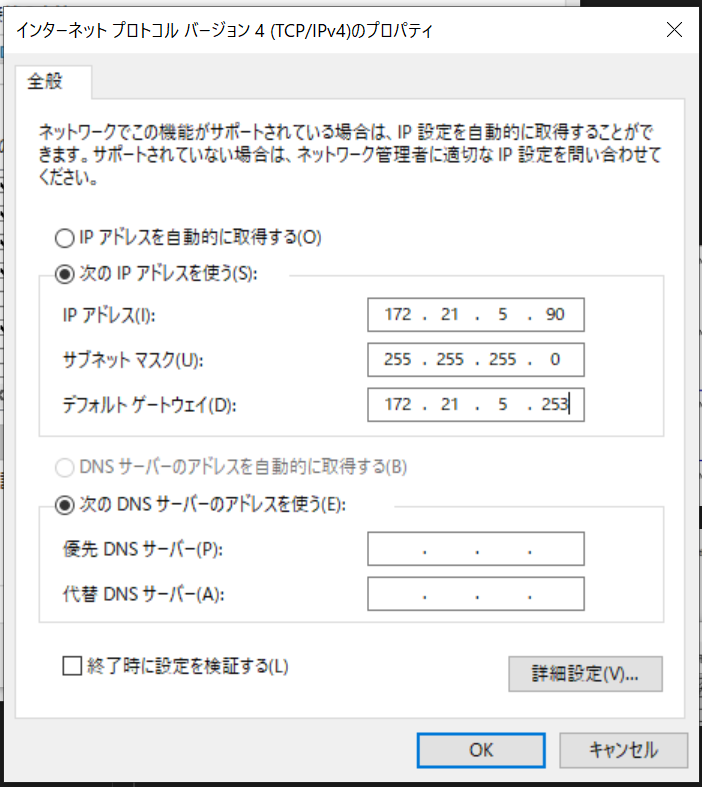 インターネット プロトコル バージョン 4 (TCP/IPv4)のプロパティ
全般
ネットワークでこの機能がサポートされている場合は、IP 設定を自動的に取得することがで
きます。サポートされていない場合は、ネットワーク管理者に適切な IP 設定を問い合わせて
ください。
IP アドレスを自動的に取得する(O)
次の IP アドレスを使う(S):
IP アドレス(I): 172 . 21 . 5 . 90
サブネット マスク(U): 255 . 255 . 255 . 0
デフォルト ゲートウェイ(D): 172 . 21 . 5 . 253
DNS サーバーのアドレスを自動的に取得する(B)
次の DNS サーバーのアドレスを使う(E):
優先 DNS サーバー(P): . . .
代替 DNS サーバー(A): . . .
終了時に設定を検証する(L)
詳細設定(V)...
OK キャンセル